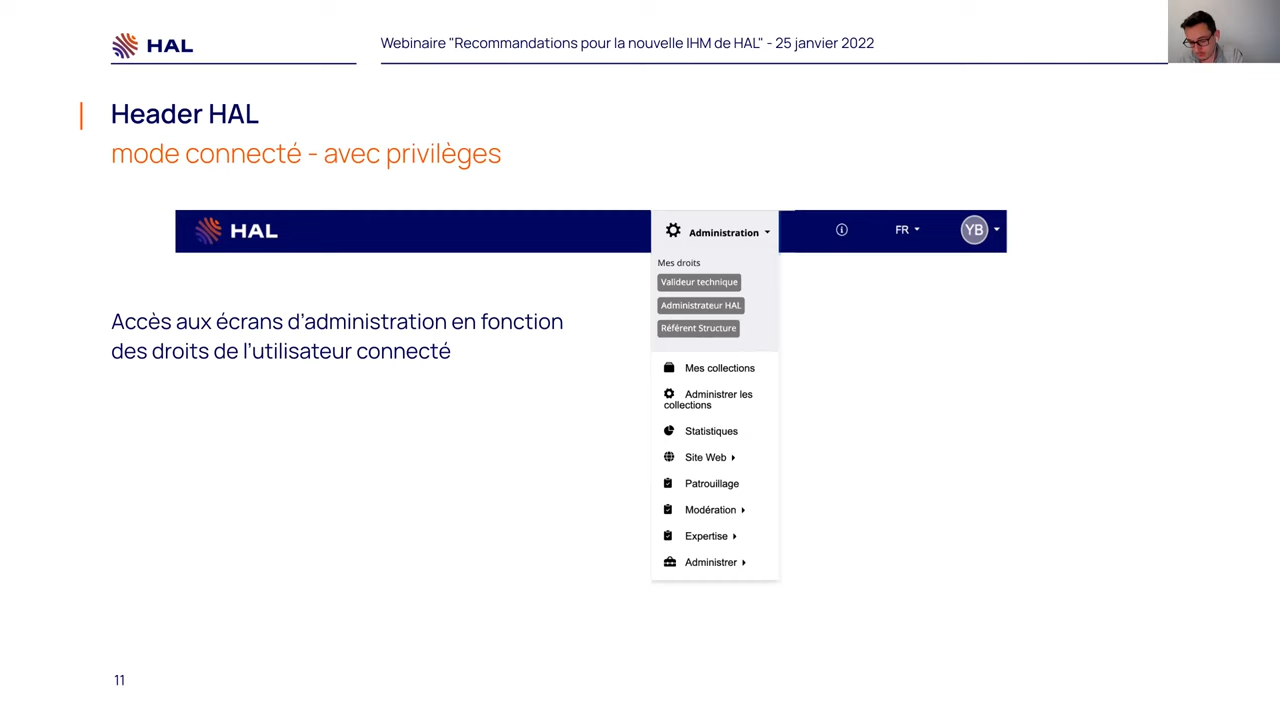 HAL
Webinaire "Recommandations pour la nouvelle IHM de HAL" - 25 janvier 2022
Header HAL
mode connecté - avec privilèges
HAL
Administration
FR
YB
Mes droits
Valideur technique
Administrateur HAL
Référent Structure
Accès aux écrans d’administration en fonction
des droits de l’utilisateur connecté
Mes collections
Administrer les
collections
Statistiques
Site Web
Patrouillage
Modération
Expertise
Administrer
11